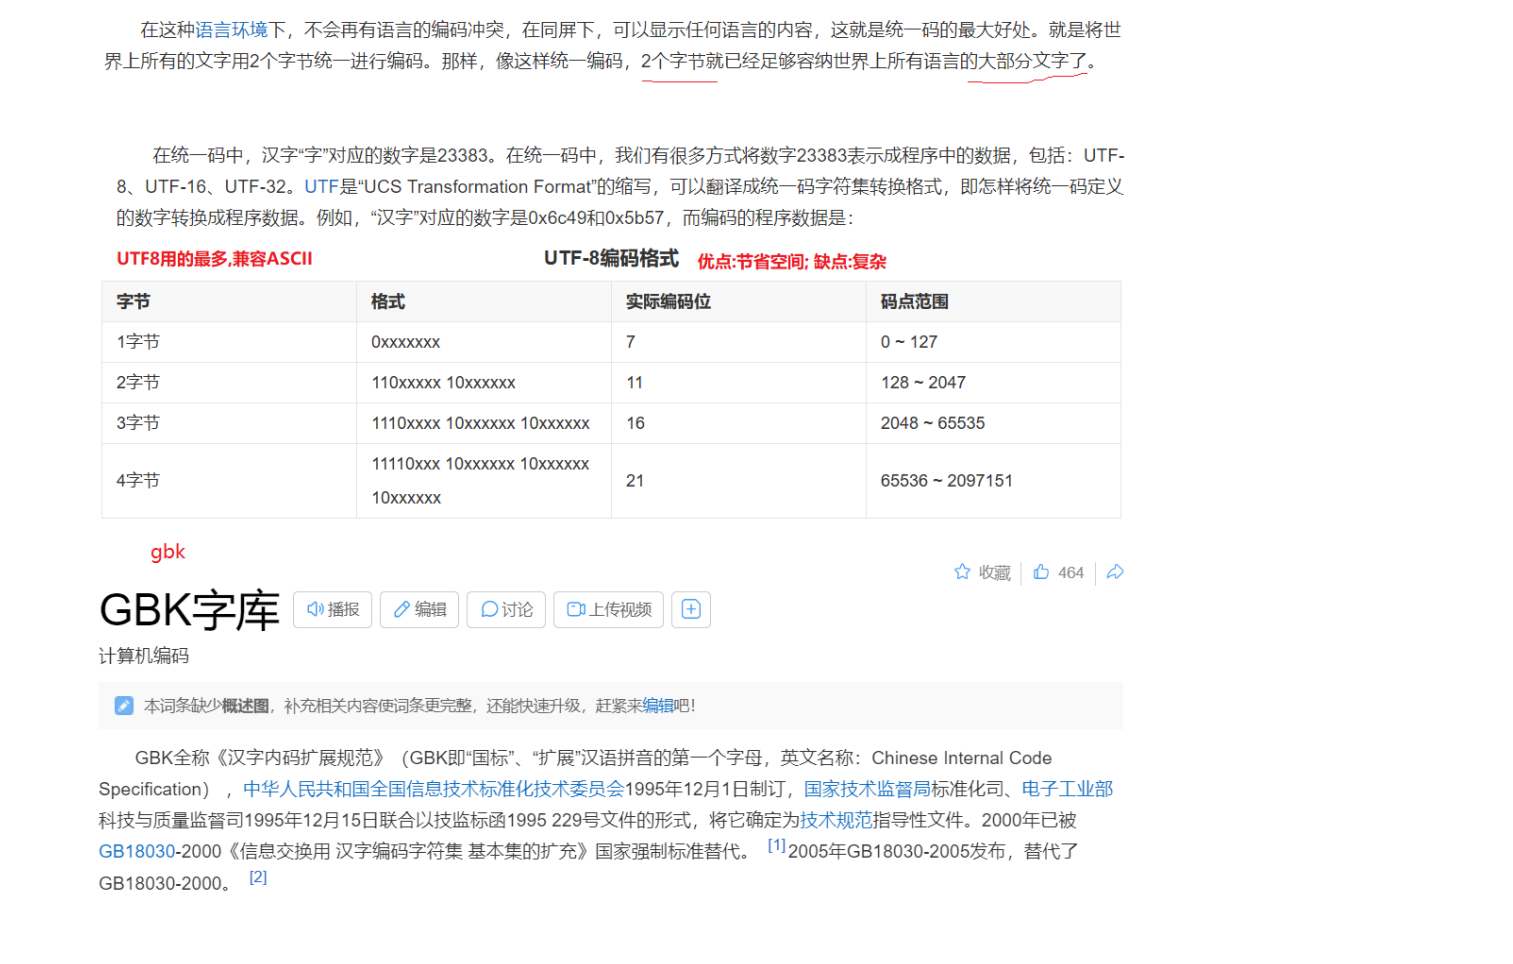 在这种语言环境下，不会再有语言的编码冲突，在同屏下，可以显示任何语言的内容，这就是统一码的最大好处。就是将世
界上所有的文字用2个字节统一进行编码。那样，像这样统一编码，2个字节就已经足够容纳世界上所有语言的大部分文字了。
在统一码中，汉字“字”对应的数字是23383。在统一码中，我们有很多方式将数字23383表示成程序中的数据，包括：UTF-
8、UTF-16、UTF-32。UTF是“UCS Transformation Format”的缩写，可以翻译成统一码字符集转换格式，即怎样将统一码定义
的数字转换成程序数据。例如，“汉字”对应的数字是0x6c49和0x5b57，而编码的程序数据是：
UTF8用的最多,兼容ASCII UTF-8编码格式 优点:节省空间; 缺点:复杂
字节 格式 实际编码位 码点范围
1字节 0xxxxxxx 7 0 ~ 127
2字节 110xxxxx 10xxxxxx 11 128 ~ 2047
3字节 1110xxxx 10xxxxxx 10xxxxxx 16 2048 ~ 65535
4字节 11110xxx 10xxxxxx 10xxxxxx 10xxxxxx 21 65536 ~ 2097151
gbk
收藏 464
GBK字库 播报 编辑 讨论 上传视频
计算机编码
本词条缺少概述图，补充相关内容使词条更完整，还能快速升级，赶紧来编辑吧！
GBK全称《汉字内码扩展规范》（GBK即“国标”、“扩展”汉语拼音的第一个字母，英文名称：Chinese Internal Code
Specification），中华人民共和国全国信息技术标准化技术委员会1995年12月1日制订，国家技术监督局标准化司、电子工业部
科技与质量监督司1995年12月15日联合以技监标函1995 229号文件的形式，将它确定为技术规范指导性文件。2000年已被
GB18030-2000《信息交换用 汉字编码字符集 基本集的扩充》国家强制标准替代。 [1] 2005年GB18030-2005发布，替代了
GB18030-2000。 [2]